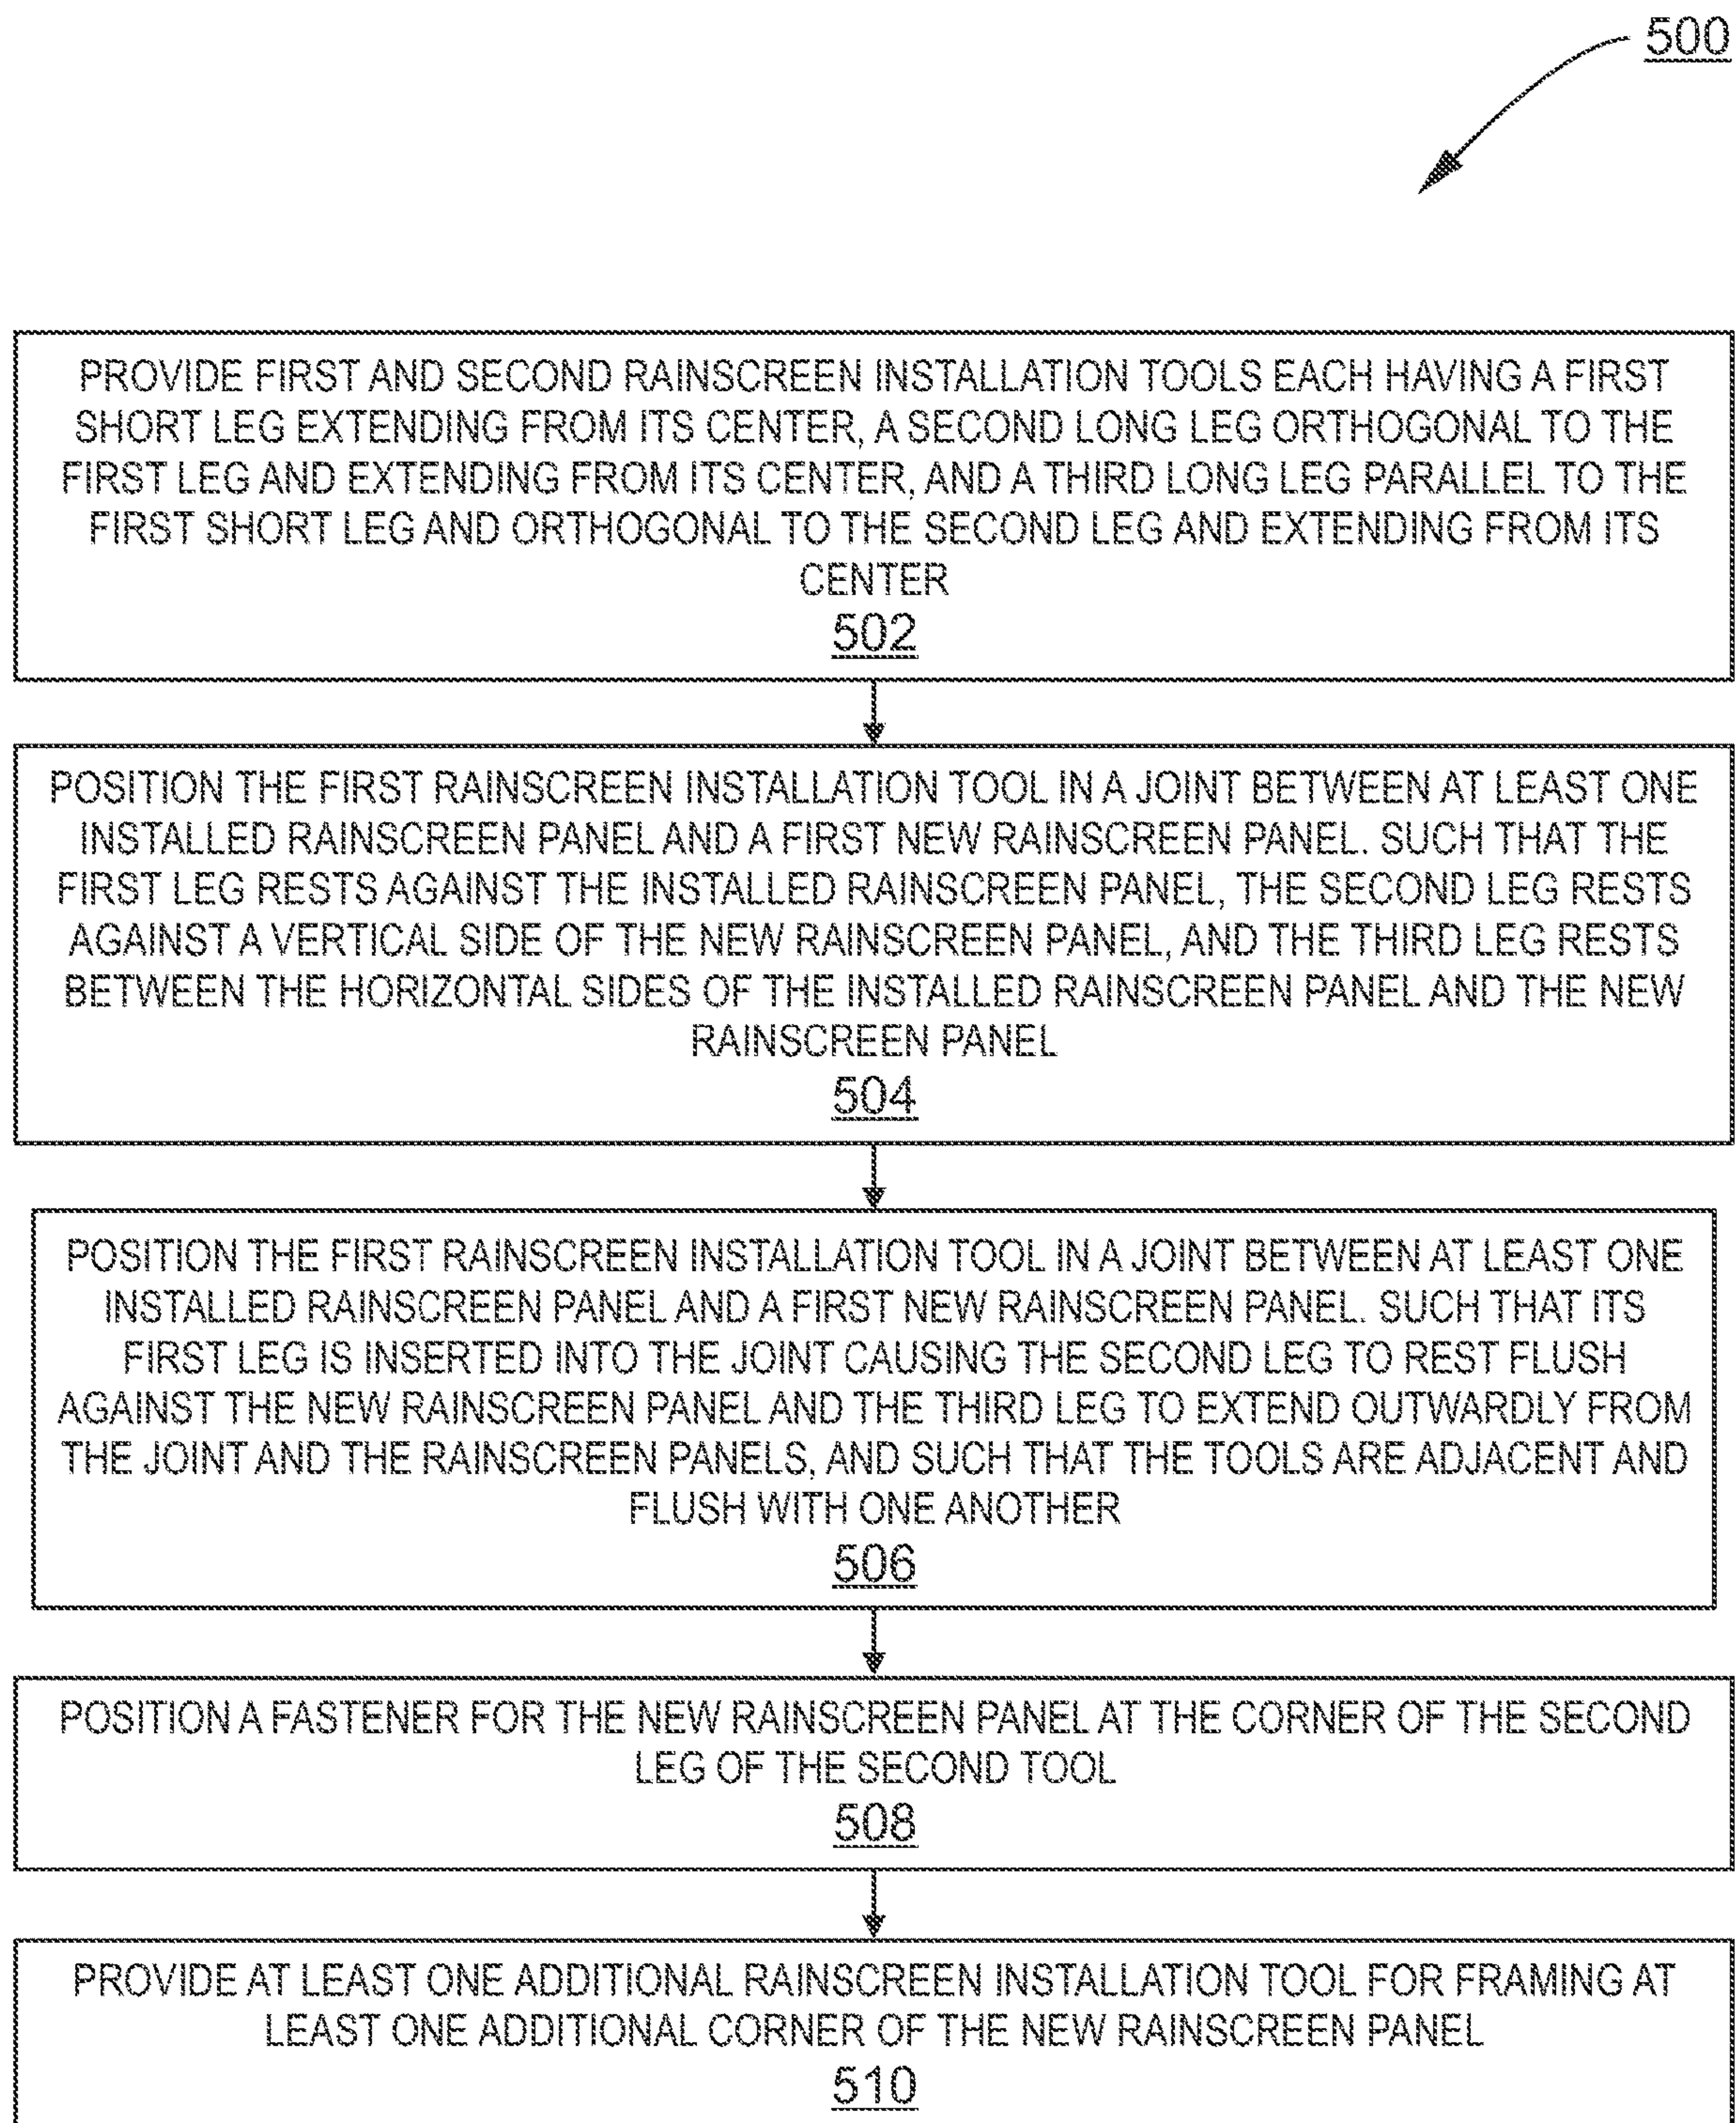 500
PROVIDE FIRST AND SECOND RAINSCREEN INSTALLATION TOOLS EACH HAVING A FIRST
SHORT LEG EXTENDING FROM ITS CENTER, A SECOND LONG LEG ORTHOGONAL TO THE
FIRST LEG AND EXTENDING FROM ITS CENTER, AND A THIRD LONG LEG PARALLEL TO THE
FIRST SHORT LEG AND ORTHOGONAL TO THE SECOND LEG AND EXTENDING FROM ITS
CENTER
502
POSITION THE FIRST RAINSCREEN INSTALLATION TOOL IN A JOINT BETWEEN AT LEAST ONE
INSTALLED RAINSCREEN PANEL AND A FIRST NEW RAINSCREEN PANEL. SUCH THAT THE
FIRST LEG RESTS AGAINST THE INSTALLED RAINSCREEN PANEL, THE SECOND LEG RESTS
AGAINST A VERTICAL SIDE OF THE NEW RAINSCREEN PANEL, AND THE THIRD LEG RESTS
BETWEEN THE HORIZONTAL SIDES OF THE INSTALLED RAINSCREEN PANEL AND THE NEW
RAINSCREEN PANEL
504
POSITION THE FIRST RAINSCREEN INSTALLATION TOOL IN A JOINT BETWEEN AT LEAST ONE
INSTALLED RAINSCREEN PANEL AND A FIRST NEW RAINSCREEN PANEL. SUCH THAT ITS
FIRST LEG IS INSERTED INTO THE JOINT CAUSING THE SECOND LEG TO REST FLUSH
AGAINST THE NEW RAINSCREEN PANEL AND THE THIRD LEG TO EXTEND OUTWARDLY FROM
THE JOINT AND THE RAINSCREEN PANELS, AND SUCH THAT THE TOOLS ARE ADJACENT AND
FLUSH WITH ONE ANOTHER
506
POSITION A FASTENER FOR THE NEW RAINSCREEN PANEL AT THE CORNER OF THE SECOND
LEG OF THE SECOND TOOL
508
PROVIDE AT LEAST ONE ADDITIONAL RAINSCREEN INSTALLATION TOOL FOR FRAMING AT
LEAST ONE ADDITIONAL CORNER OF THE NEW RAINSCREEN PANEL
510